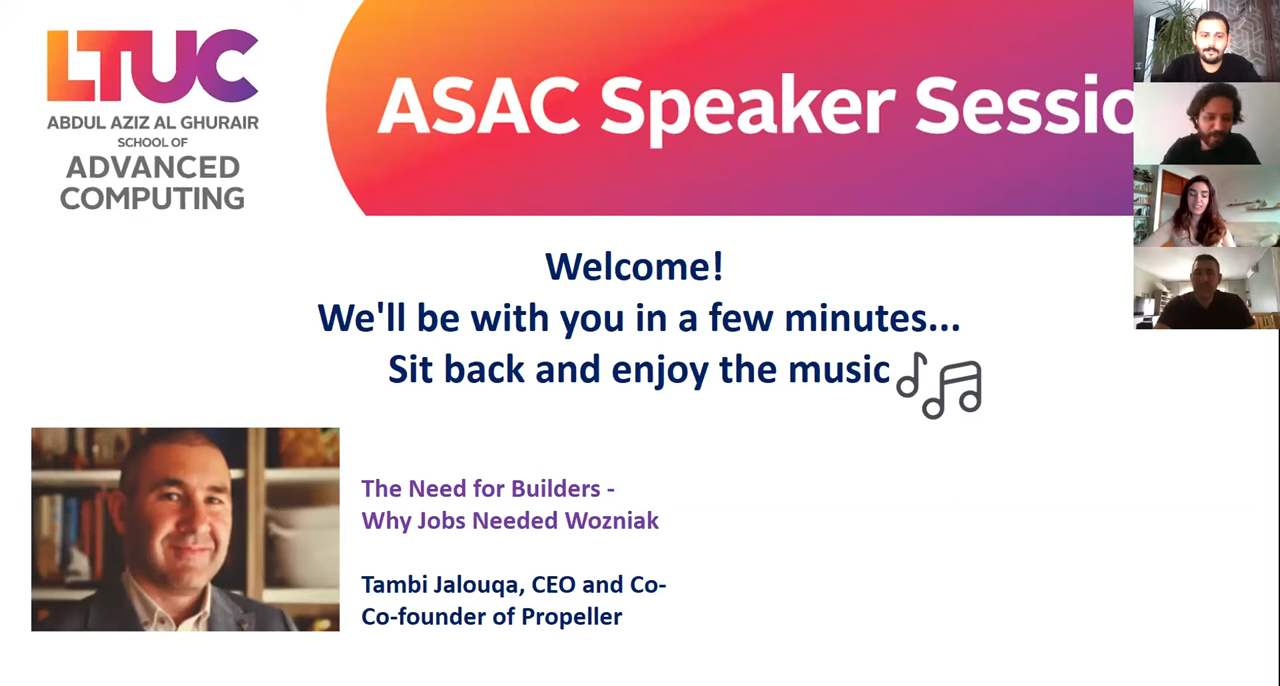 LTUC
ABDUL AZIZ AL GHURAIR
SCHOOL OF
ADVANCED
COMPUTING
ASAC Speaker Sessio
Welcome!
We'll be with you in a few minutes...
Sit back and enjoy the music
The Need for Builders -
Why Jobs Needed Wozniak
Tambi Jalouqa, CEO and Co-
Co-founder of Propeller